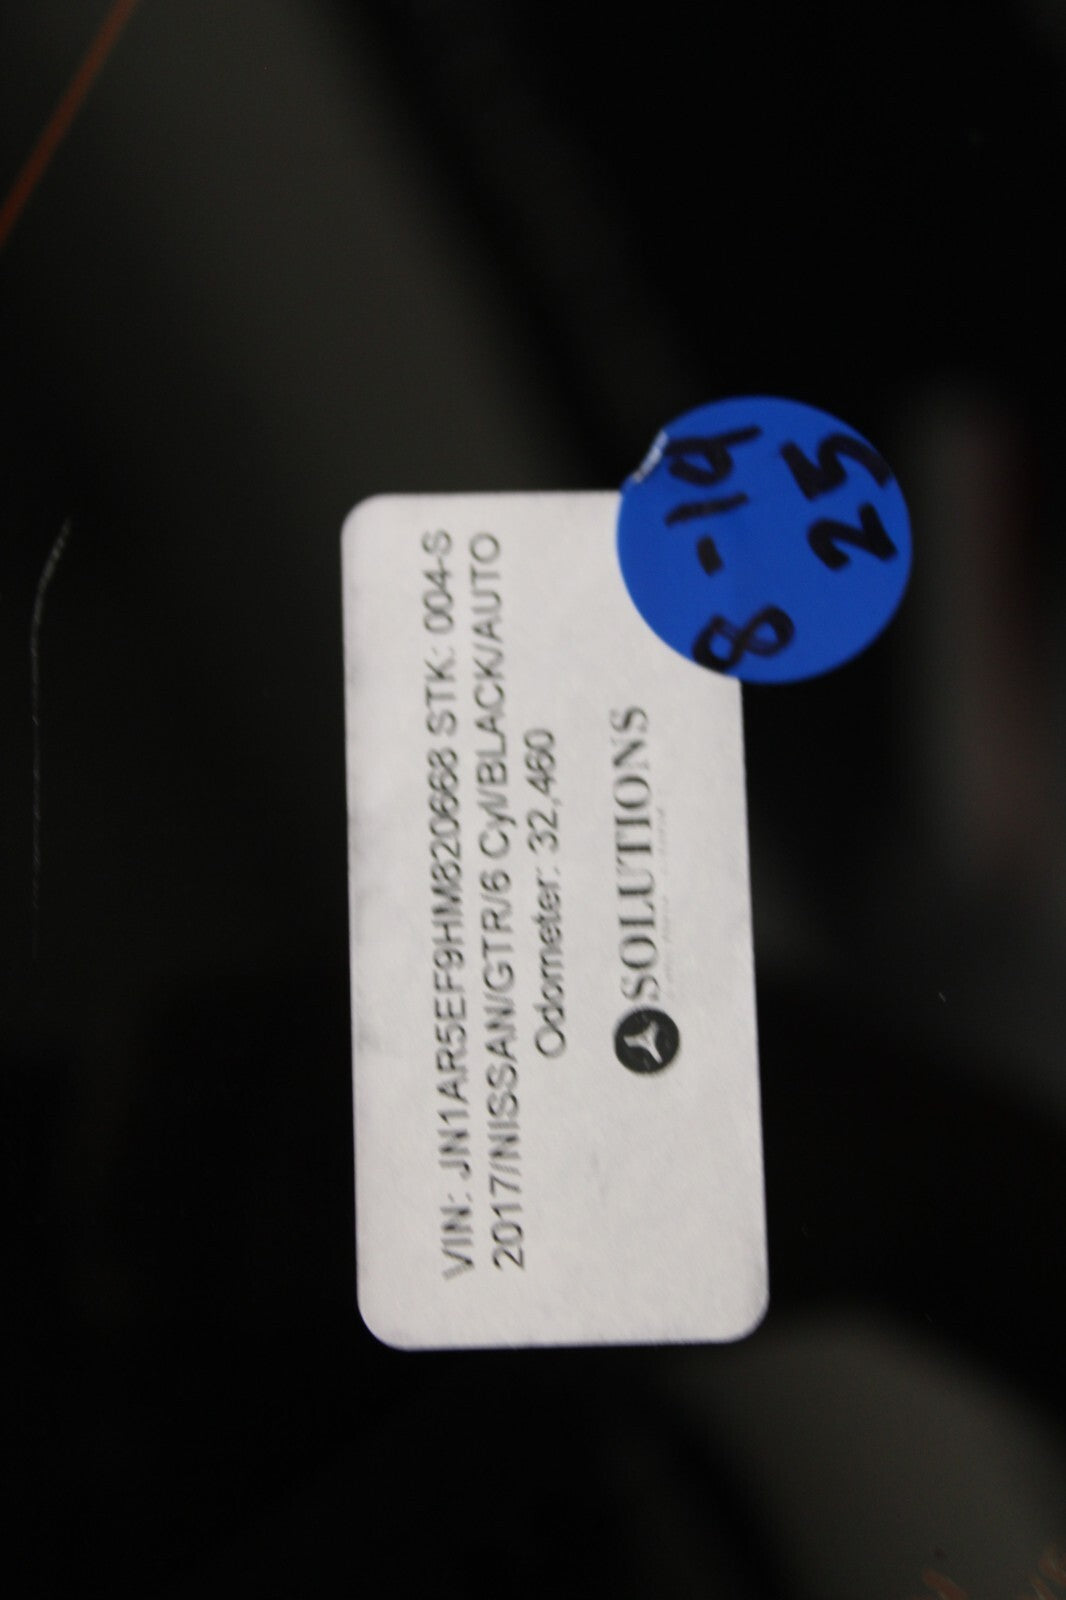 VIN: JN1AR5EF9HM820668 STK: 004-S
2017/NISSAN/GTR/6 Cyl/BLACK/AUTO
Odometer: 32,460
SOLUTIONS
8-19
25